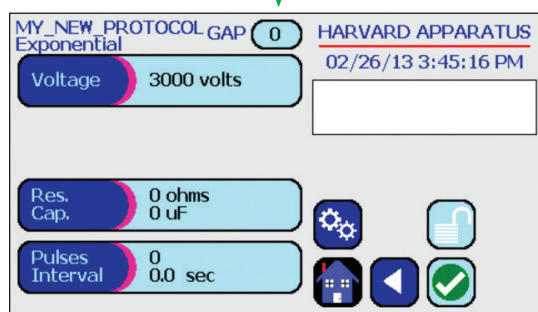 MY_NEW_PROTOCOL GAP 0
Exponential
HARVARD APPARATUS
02/26/13 3:45:16 PM
Voltage 3000 volts
Res. 0 ohms
Cap. 0 uF
Pulses 0
Interval 0.0 sec